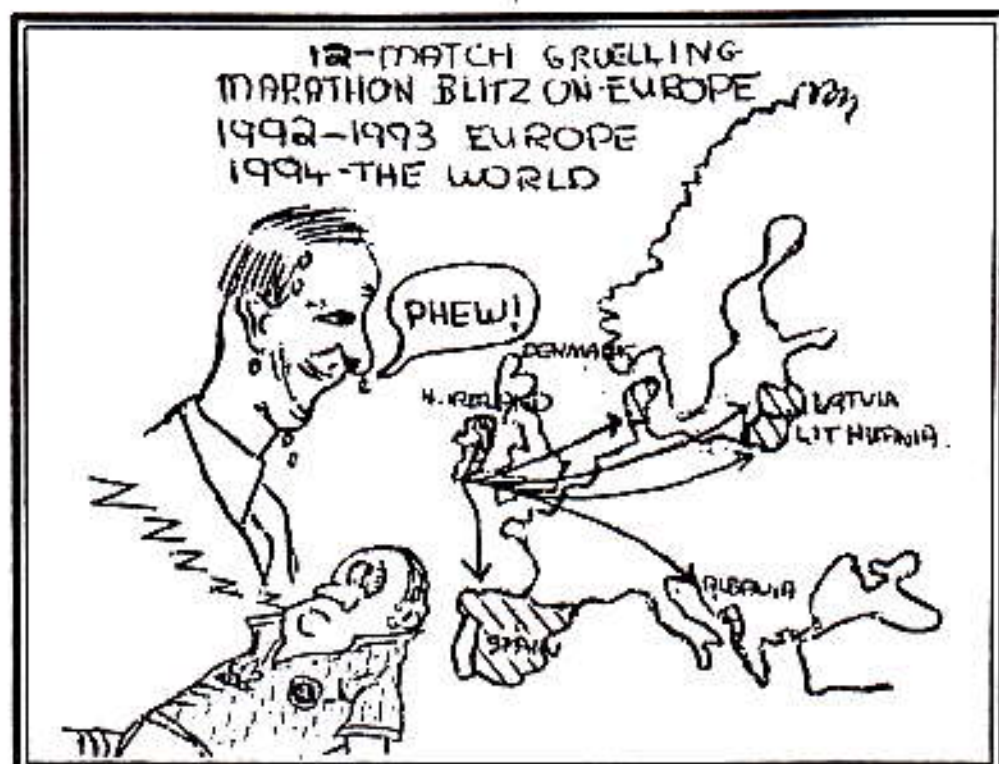 12-MATCH GRUELLING
MARATHON BLITZ ON EUROPE
1992-1993 EUROPE
1994-THE WORLD
PHEW!
DENMARK
N. IRELAND
LATVIA
LITHUANIA.
ALBANIA
SPAIN
ZZZZZZZ